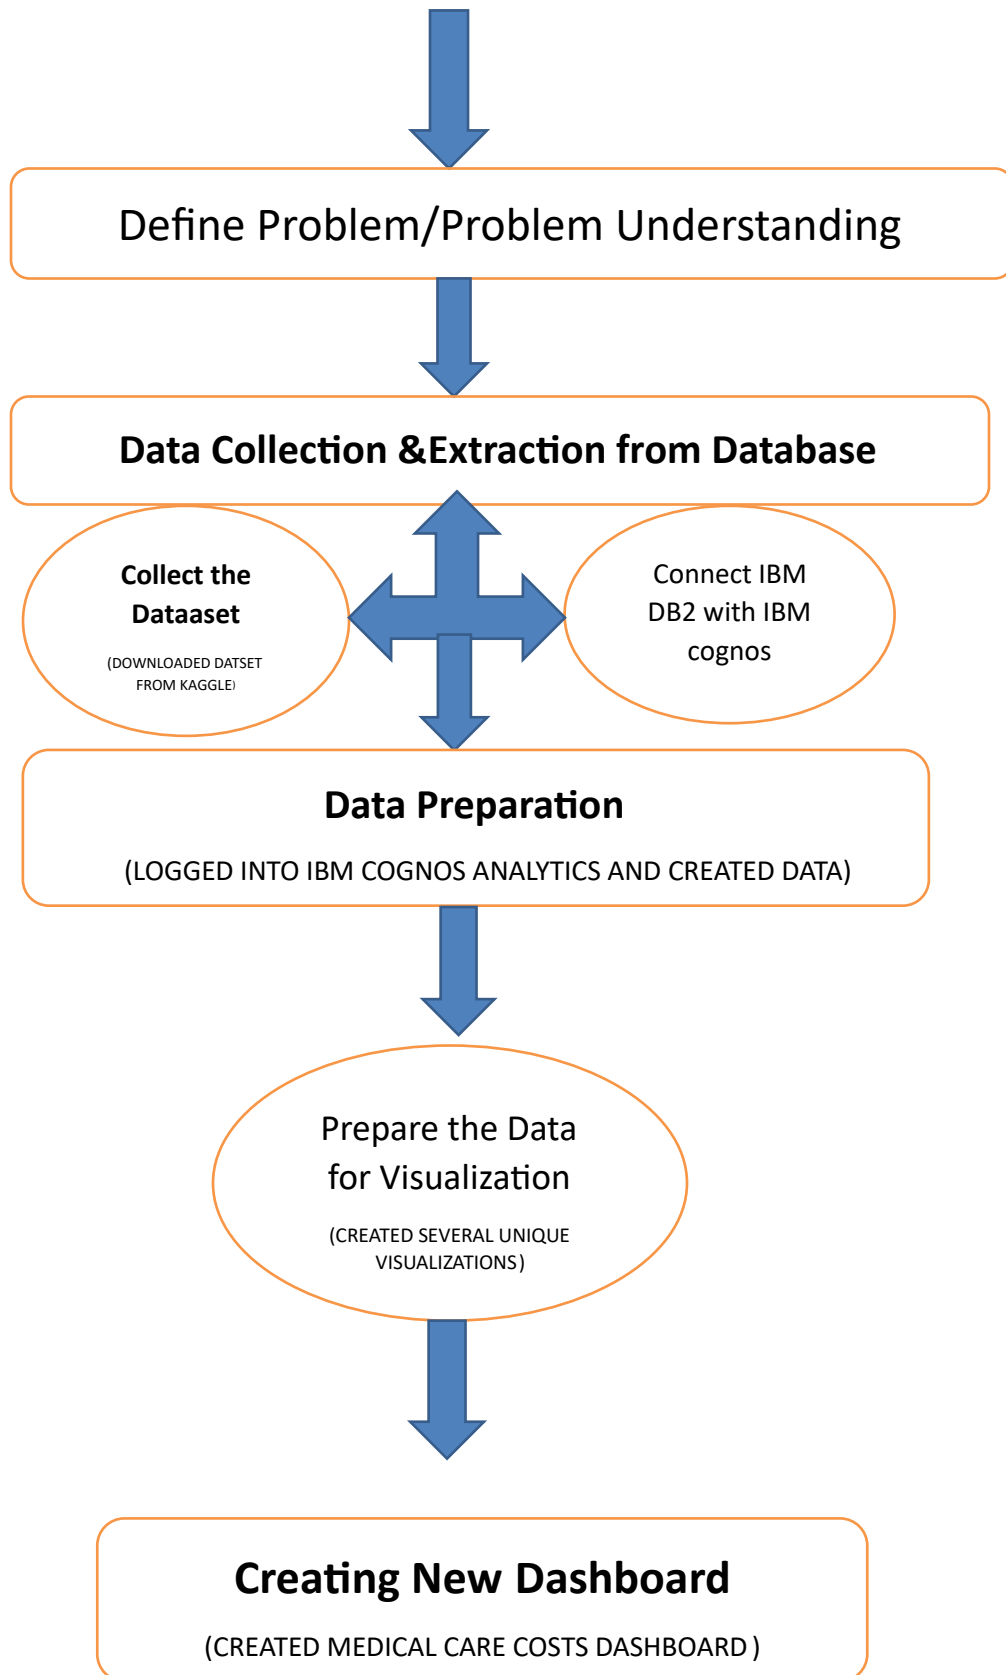 Define Problem/Problem Understanding
Data Collection &Extraction from Database
Collect the
Dataaset
(DOWNLOADED DATSET
FROM KAGGLE)
Connect IBM
DB2 with IBM
cognos
Data Preparation
(LOGGED INTO IBM COGNOS ANALYTICS AND CREATED DATA)
Prepare the Data
for Visualization
(CREATED SEVERAL UNIQUE
VISUALIZATIONS)
Creating New Dashboard
(CREATED MEDICAL CARE COSTS DASHBOARD )